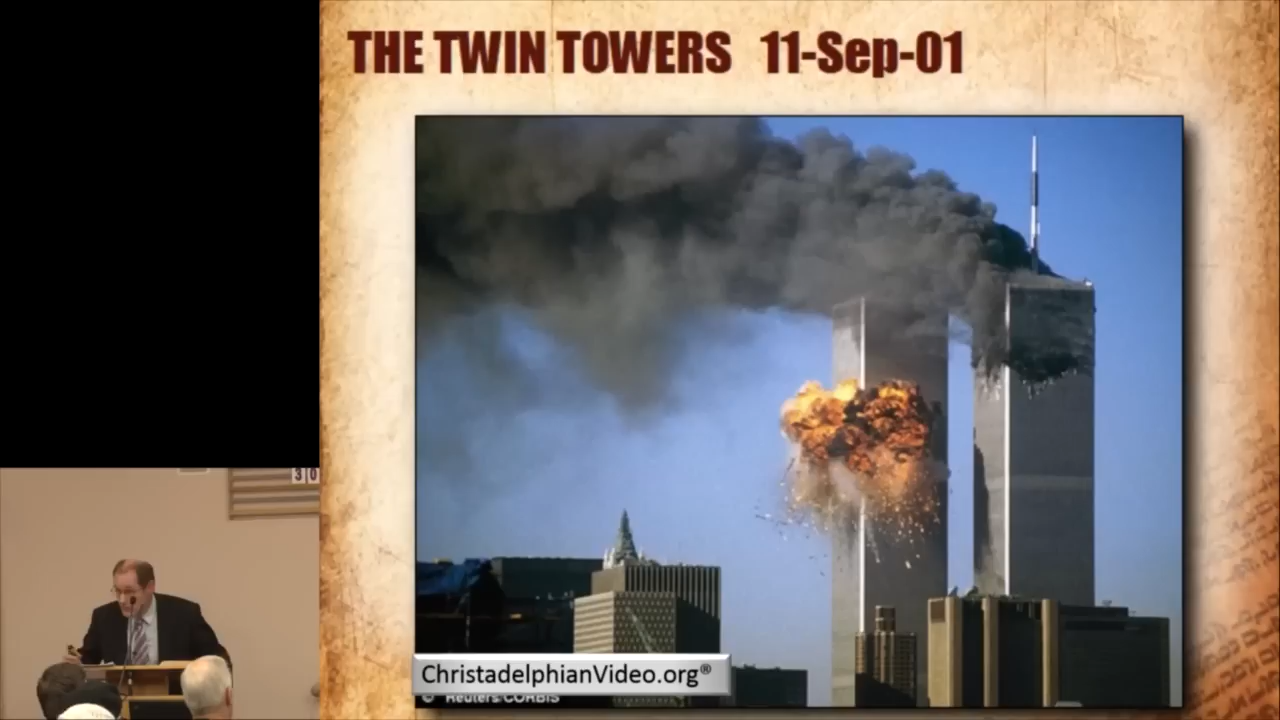 THE TWIN TOWERS 11-Sep-01
30
ChristadelphianVideo.org®
© Reuters/CORBIS